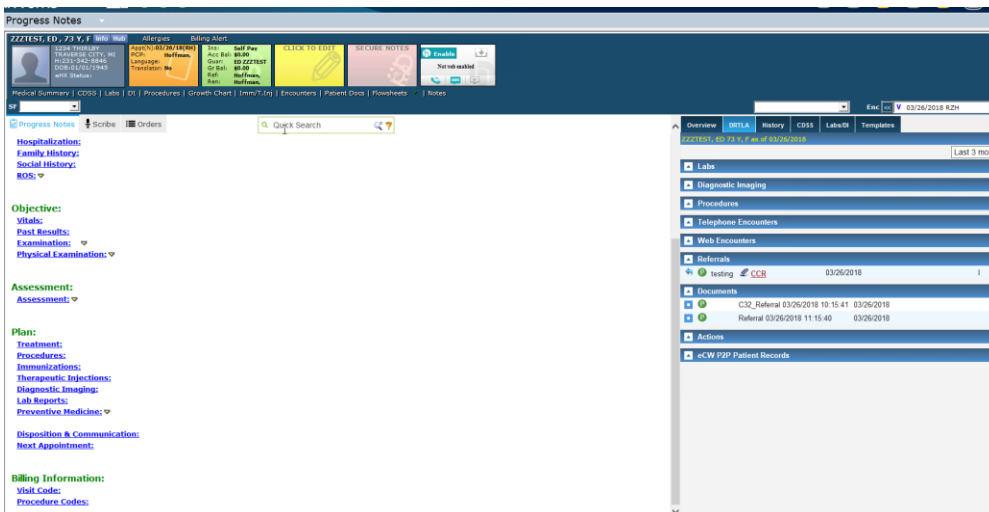 Progress Notes
ZZZTEST, ED , 73 Y, F Info Hub Allergies Billing Alert
1234 THIRLBY
TRAVERSE CITY, MI
H:231-342-8846
DOB:01/01/1945
eHX Status:
Appt(N):03/26/18(RH)
PCP: Hoffman,
Language:
Translator: No
Ins: Self Pay
Acc Bal: $0.00
Guar: ED ZZZTEST
Gr Bal: $0.00
Ref: Hoffman,
Ren: Hoffman,
CLICK TO EDIT
SECURE NOTES
Enable
Not web enabled
Medical Summary | CDSS | Labs | DI | Procedures | Growth Chart | Imm/T.Inj | Encounters | Patient Docs | Flowsheets | Notes
SF
Enc << V 03/26/2018 RZH
Progress Notes Scribe Orders
Quick Search
Hospitalization:
Family History:
Social History:
ROS:
Objective:
Vitals:
Past Results:
Examination:
Physical Examination:
Assessment:
Assessment:
Plan:
Treatment:
Procedures:
Immunizations:
Therapeutic Injections:
Diagnostic Imaging:
Lab Reports:
Preventive Medicine:
Disposition & Communication:
Next Appointment:
Billing Information:
Visit Code:
Procedure Codes:
Overview DRTLA History CDSS Labs/DI Templates
ZZZTEST, ED 73 Y, F as of 03/26/2018
Last 3 mo
Labs
Diagnostic Imaging
Procedures
Telephone Encounters
Web Encounters
Referrals
P testing CCR 03/26/2018
Documents
P C32_Referral 03/26/2018 10:15:41 03/26/2018
P Referral 03/26/2018 11:15:40 03/26/2018
Actions
eCW P2P Patient Records